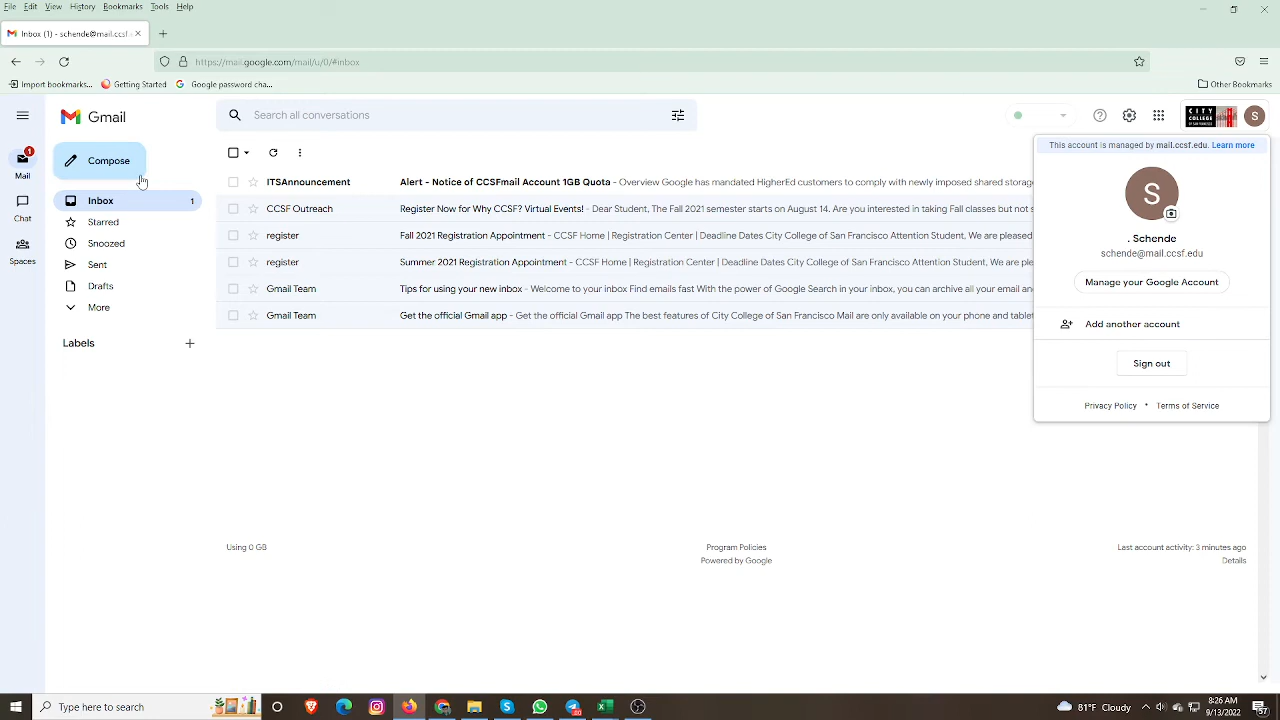 File Edit View History Bookmarks Tools Help
Inbox (1) - schende@mail.ccsf.
https://mail.google.com/mail/u/0/#inbox
Import bookmarks... Getting Started Google password cha... Other Bookmarks
Gmail
Search all conversations
CITY COLLEGE OF SAN FRANCISCO
S
1
Mail
Chat
Spaces
Compose
Inbox 1
Starred
Snoozed
Sent
Drafts
More
Labels
ITSAnnouncement Alert - Notice of CCSFmail Account 1GB Quota - Overview Google has mandated HigherEd customers to comply with newly imposed shared storag
CCSF Outreach Register Now for Why CCSF? Virtual Events! - Dear Student, The Fall 2021 semester starts on August 14. Are you interested in taking Fall classes but not s
register Fall 2021 Registration Appointment - CCSF Home | Registration Center | Deadline Dates City College of San Francisco Attention Student, We are pleased
register Summer 2021 Registration Appointment - CCSF Home | Registration Center | Deadline Dates City College of San Francisco Attention Student, We are pleased
Gmail Team Tips for using your new inbox - Welcome to your inbox Find emails fast With the power of Google Search in your inbox, you can archive all your email an
Gmail Team Get the official Gmail app - Get the official Gmail app The best features of City College of San Francisco Mail are only available on your phone and tablet
This account is managed by mail.ccsf.edu. Learn more
S
. Schende
schende@mail.ccsf.edu
Manage your Google Account
Add another account
Sign out
Privacy Policy • Terms of Service
Using 0 GB
Program Policies
Powered by Google
Last account activity: 3 minutes ago
Details
Type here to search
81°F Cloudy
8:26 AM
9/13/2022